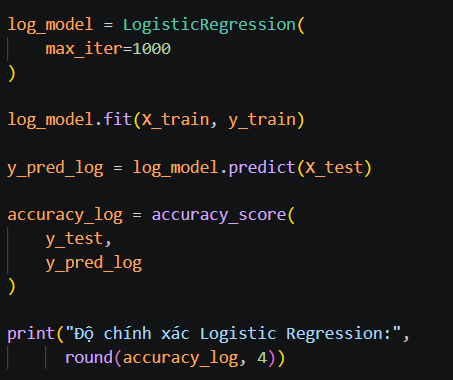 log_model = LogisticRegression(
    max_iter=1000
)
log_model.fit(X_train, y_train)
y_pred_log = log_model.predict(X_test)
accuracy_log = accuracy_score(
    y_test,
    y_pred_log
)
print("Độ chính xác Logistic Regression:",
      round(accuracy_log, 4))